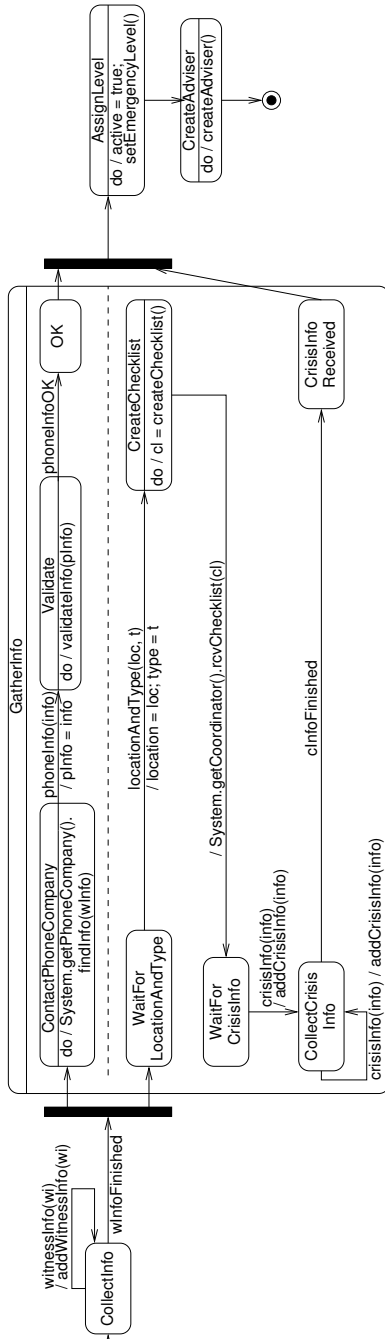 witnessInfo(wi)
/ addWitnessInfo(wi)
CollectInfo
wInfoFinished
GatherInfo
ContactPhoneCompany
do / System.getPhoneCompany().
findInfo(wInfo)
phoneInfo(info)
/ pInfo = info
Validate
do / validateInfo(pInfo)
phoneInfoOK
OK
WaitFor
LocationAndType
locationAndType(loc, t)
/ location = loc; type = t
CreateChecklist
do / cl = createChecklist()
/ System.getCoordinator().rcvChecklist(cl)
WaitFor
CrisisInfo
crisisInfo(info)
/ addCrisisInfo(info)
CollectCrisis
Info
crisisInfo(info) / addCrisisInfo(info)
cInfoFinished
CrisisInfo
Received
AssignLevel
do / active = true;
setEmergencyLevel()
CreateAdviser
do / createAdviser()